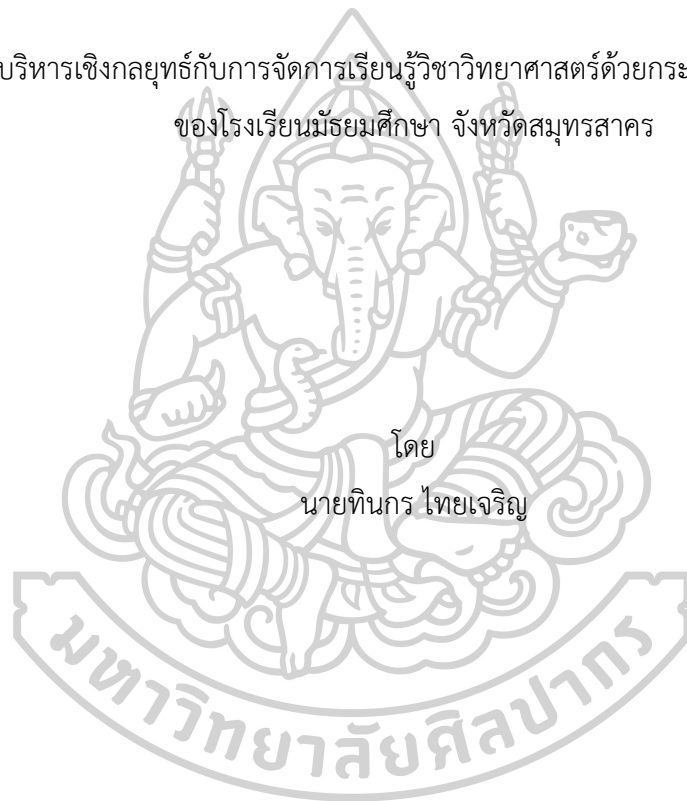 บริหารเชิงกลยุทธ์กับการจัดการเรียนรู้วิชาวิทยาศาสตร์ด้วยกระ
ของโรงเรียนมัธยมศึกษา จังหวัดสมุทรสาคร
โดย
นายทินกร ไทยเจริญ
มหาวิทยาลัยศิลปากร